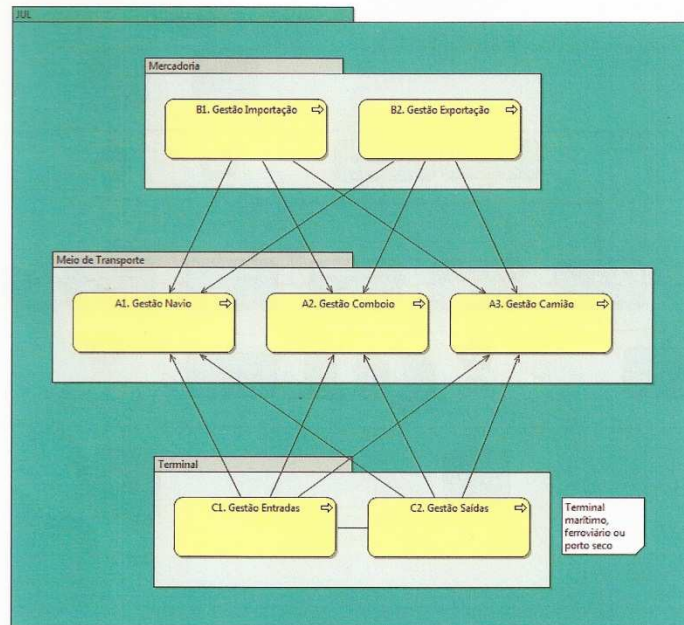 JUL
Mercadoria
B1. Gestão Importação
B2. Gestão Exportação
Meio de Transporte
A1. Gestão Navio
A2. Gestão Comboio
A3. Gestão Camião
Terminal
C1. Gestão Entradas
C2. Gestão Saídas
Terminal
marítimo,
ferroviário ou
porto seco